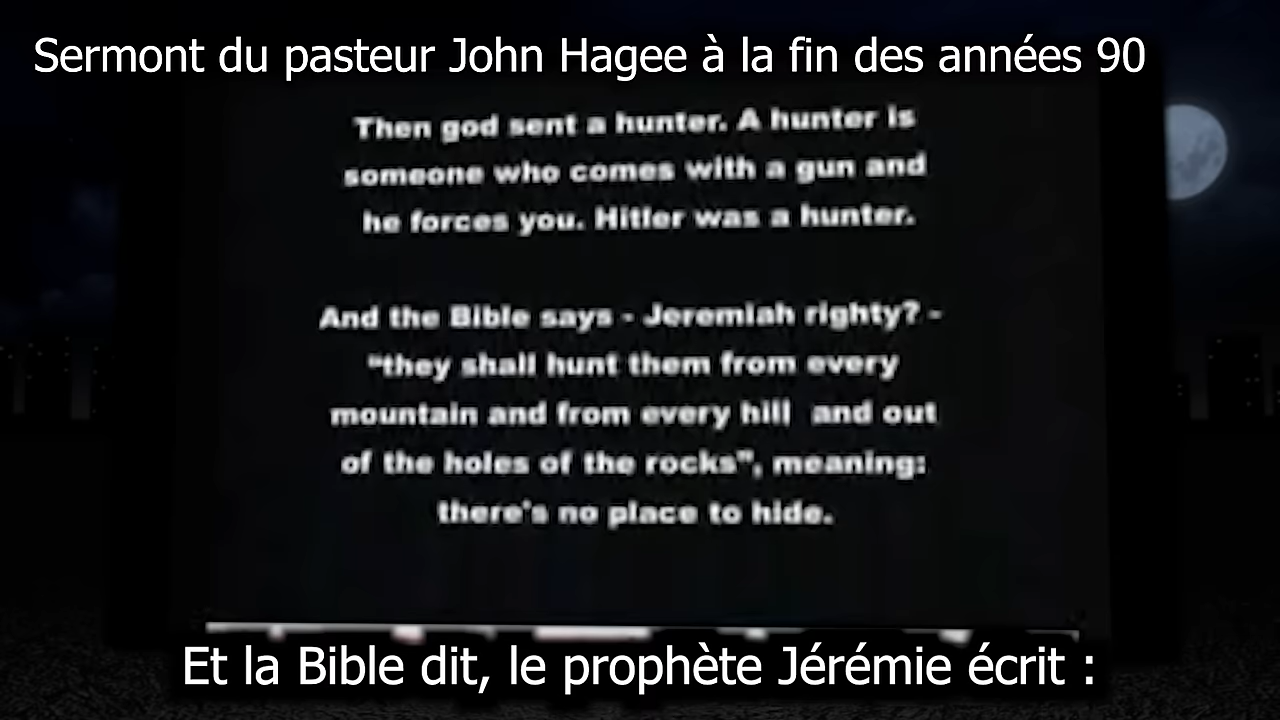 Sermont du pasteur John Hagee à la fin des années 90
Then god sent a hunter. A hunter is
someone who comes with a gun and
he forces you. Hitler was a hunter.
And the Bible says - Jeremiah righty? -
"they shall hunt them from every
mountain and from every hill and out
of the holes of the rocks", meaning:
there's no place to hide.
Et la Bible dit, le prophète Jérémie écrit :